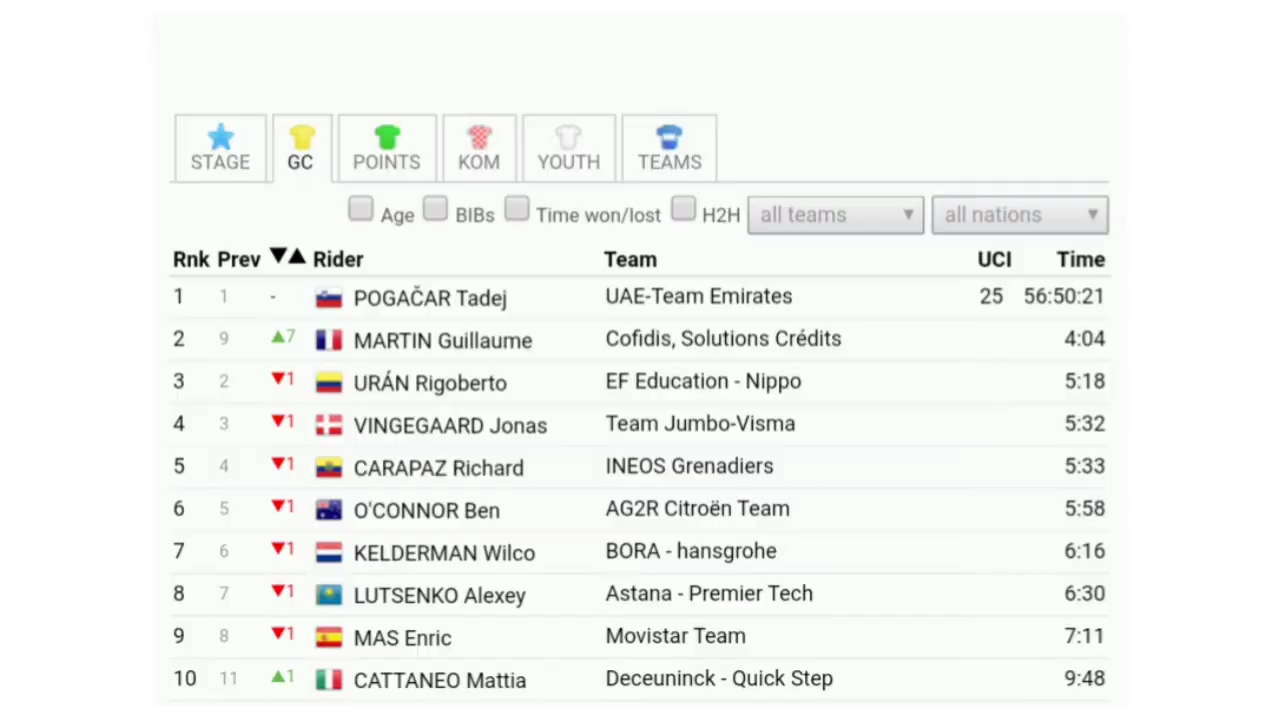 STAGE GC POINTS KOM YOUTH TEAMS
Age BIBs Time won/lost H2H all teams ▼ all nations ▼
Rnk Prev ▼▲ Rider Team UCI Time
1 1 - POGAČAR Tadej UAE-Team Emirates 25 56:50:21
2 9 ▲7 MARTIN Guillaume Cofidis, Solutions Crédits 4:04
3 2 ▼1 URÁN Rigoberto EF Education - Nippo 5:18
4 3 ▼1 VINGEGAARD Jonas Team Jumbo-Visma 5:32
5 4 ▼1 CARAPAZ Richard INEOS Grenadiers 5:33
6 5 ▼1 O'CONNOR Ben AG2R Citroën Team 5:58
7 6 ▼1 KELDERMAN Wilco BORA - hansgrohe 6:16
8 7 ▼1 LUTSENKO Alexey Astana - Premier Tech 6:30
9 8 ▼1 MAS Enric Movistar Team 7:11
10 11 ▲1 CATTANEO Mattia Deceuninck - Quick Step 9:48